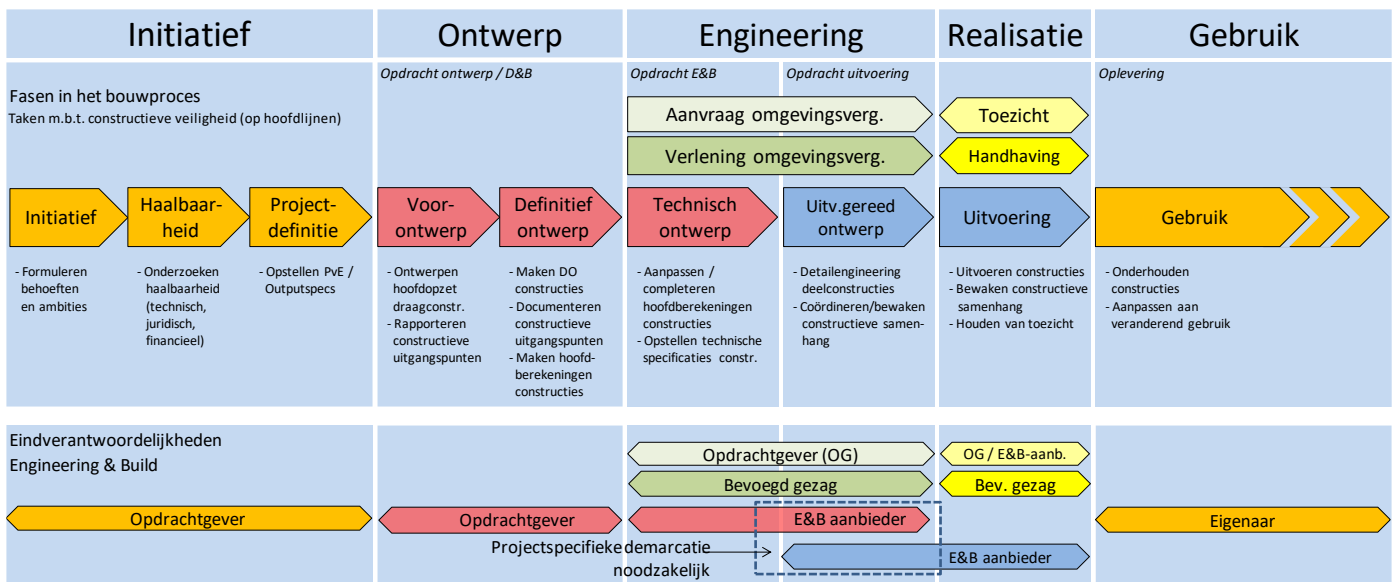 Initiatief
Ontwerp
Engineering
Realisatie
Gebruik
Opdracht ontwerp / D&B
Opdracht E&B
Opdracht uitvoering
Oplevering
Fasen in het bouwproces
Taken m.b.t. constructieve veiligheid (op hoofdlijnen)
Aanvraag omgevingsverg.
Toezicht
Verlening omgevingsverg.
Handhaving
Initiatief
Haalbaar-
heid
Project-
definitie
Voor-
ontwerp
Definitief
ontwerp
Technisch
ontwerp
Uitv.gereed
ontwerp
Uitvoering
Gebruik
- Formuleren
behoeften
en ambities
- Onderzoeken
haalbaarheid
(technisch,
juridisch,
financieel)
- Opstellen PvE /
Outputspecs
- Ontwerpen
hoofdopzet
draagconstr.
- Rapporteren
constructieve
uitgangspunten
- Maken DO
constructies
- Documenteren
constructieve
uitgangspunten
- Maken hoofd-
berekeningen
constructies
- Aanpassen /
completeren
hoofdberekeningen
constructies
- Opstellen technische
specificaties constr.
- Detailengineering
deelconstructies
- Coördineren/bewaken
constructieve samen-
hang
- Uitvoeren constructies
- Bewaken constructieve
samenhang
- Houden van toezicht
- Onderhouden
constructies
- Aanpassen aan
veranderend gebruik
Eindverantwoordelijkheden
Engineering & Build
Opdrachtgever (OG)
OG / E&B-aanb.
Bevoegd gezag
Bev. gezag
Opdrachtgever
Opdrachtgever
E&B aanbieder
Eigenaar
Projectspecifieke demarcatie
noodzakelijk
E&B aanbieder